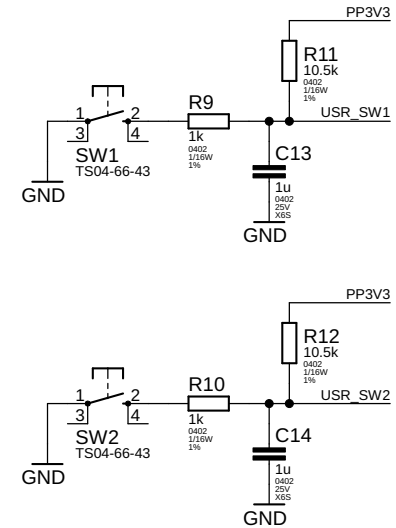 PP3V3
R11
10.5k
0402
1/16W
1%
USR_SW1
R9
1k
0402
1/16W
1%
1 2
3 4
SW1
TS04-66-43
GND
C13
1u
0402
25V
X6S
GND
PP3V3
R12
10.5k
0402
1/16W
1%
USR_SW2
R10
1k
0402
1/16W
1%
1 2
3 4
SW2
TS04-66-43
GND
C14
1u
0402
25V
X6S
GND